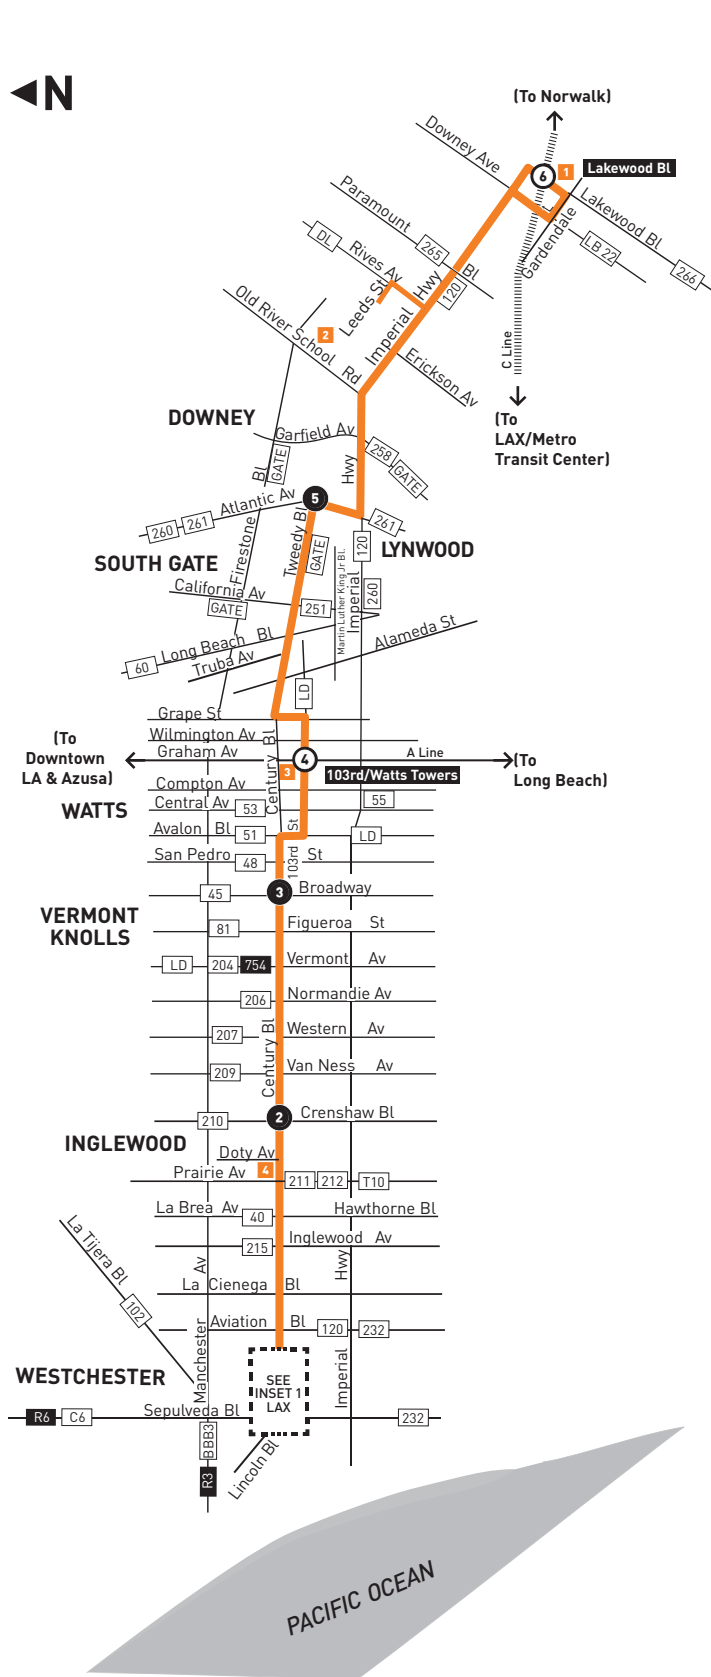 N
(To Norwalk)
Downey Ave
6
1
Lakewood Bl
Paramount
Bl
Lakewood Bl
DL
Rives Av
265
Gardendale
LB 22
266
Leeds St
Hwy
120
Old River School
Rd
2
Imperial
Erickson Av
C Line
(To
LAX/Metro
Transit Center)
DOWNEY
Garfield Av
258
GATE
Bl
GATE
Hwy
Atlantic Av
5
260
261
261
Tweedy Bl
GATE
LYNWOOD
120
SOUTH GATE
Firestone
California Av
GATE
251
Martin Luther King Jr Bl.
Imperial
260
Alameda St
Long Beach
Bl
60
Truba Av
LD
Grape St
Wilmington Av
(To
Downtown
LA & Azusa)
Graham Av
4
A Line
(To
Long Beach)
3
103rd/Watts Towers
Century Bl
Compton Av
WATTS
Central Av
53
55
Avalon
Bl
51
St
LD
San Pedro
48
103rd
St
45
3
Broadway
VERMONT
KNOLLS
81
Figueroa
St
LD
204
754
Vermont
Av
206
Normandie Av
207
Century Bl
Western
Av
209
Van Ness
Av
210
2
Crenshaw Bl
INGLEWOOD
Doty Av
Prairie Av
4
211
212
T10
La Brea Av
40
Hawthorne Bl
La Tijera Bl
215
Inglewood
Av
Av
Hwy
La Cienega
Bl
102
Aviation
Bl
120
232
Manchester
Imperial
WESTCHESTER
SEE
INSET 1
LAX
R6
C6
Sepulveda Bl
232
BBB3
R3
Lincoln Bl
PACIFIC OCEAN